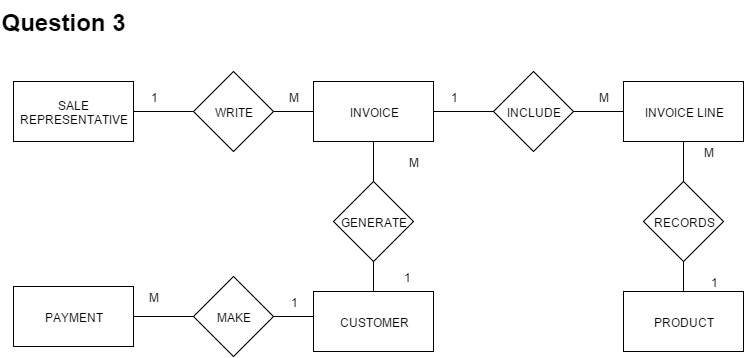 Question 3
1
M
1
M
SALE
REPRESENTATIVE
WRITE
INVOICE
INCLUDE
INVOICE LINE
M
M
GENERATE
RECORDS
M
1
1
1
PAYMENT
MAKE
CUSTOMER
PRODUCT